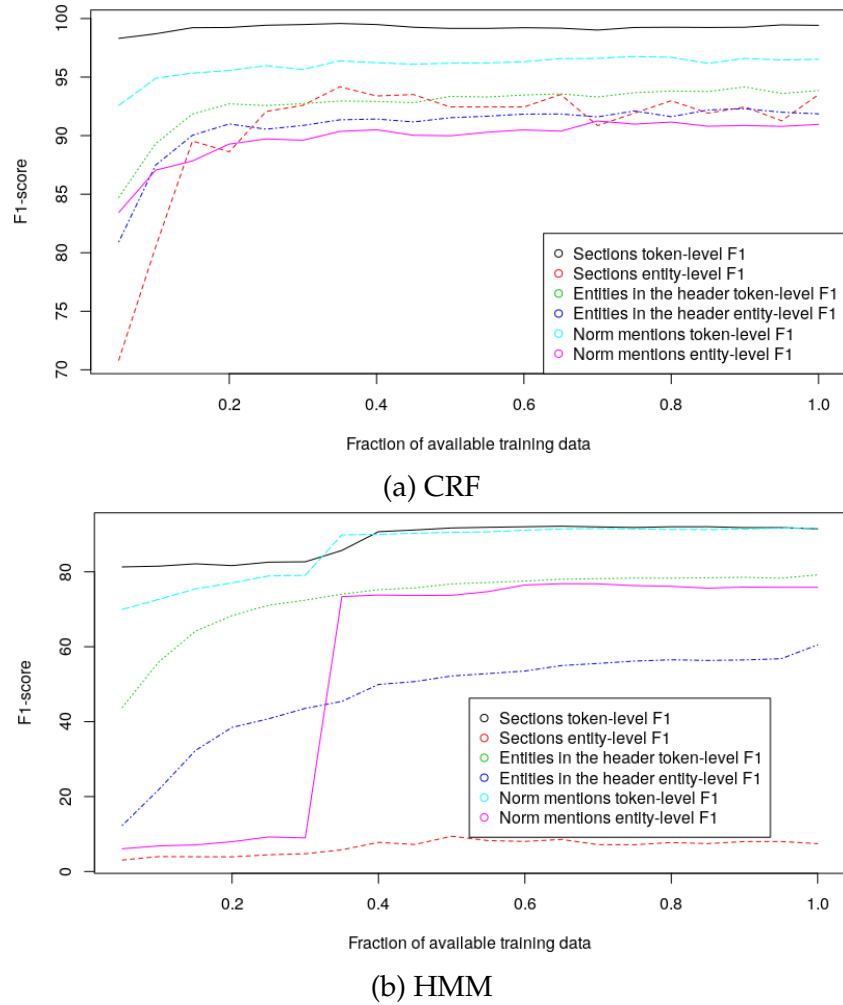 100
95
90
85
80
75
70
F1-score
Sections token-level F1
Sections entity-level F1
Entities in the header token-level F1
Entities in the header entity-level F1
Norm mentions token-level F1
Norm mentions entity-level F1
0.2 0.4 0.6 0.8 1.0
Fraction of available training data
(a) CRF
80
60
40
20
0
F1-score
Sections token-level F1
Sections entity-level F1
Entities in the header token-level F1
Entities in the header entity-level F1
Norm mentions token-level F1
Norm mentions entity-level F1
0.2 0.4 0.6 0.8 1.0
Fraction of available training data
(b) HMM